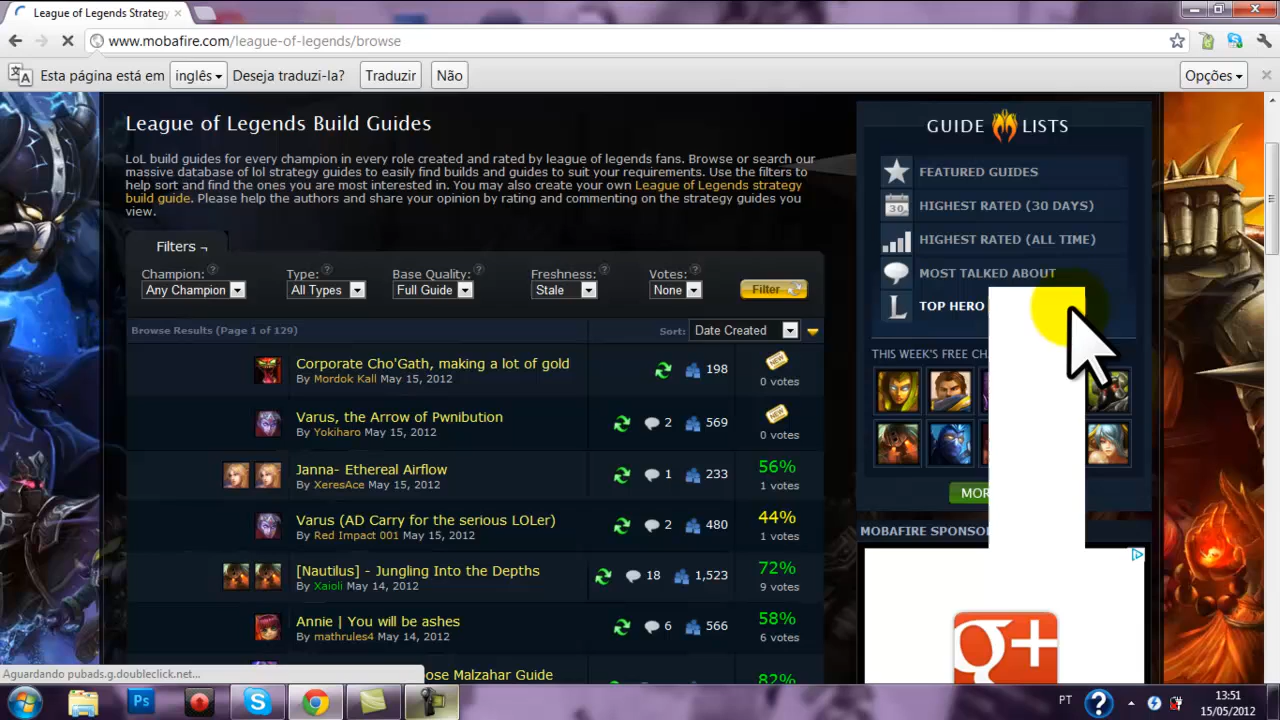 League of Legends Strategy
www.mobafire.com/league-of-legends/browse
Esta página está em inglês Deseja traduzi-la? Traduzir Não Opções
League of Legends Build Guides
LoL build guides for every champion in every role created and rated by league of legends fans. Browse or search our
massive database of lol strategy guides to easily find builds and guides to suit your requirements. Use the filters to
help sort and find the ones you are most interested in. You may also create your own League of Legends strategy
build guide. Please help the authors and share your opinion by rating and commenting on the strategy guides you
view.
Filters
Champion: ? Type: ? Base Quality: ? Freshness: ? Votes: ?
Any Champion All Types Full Guide Stale None Filter
Browse Results (Page 1 of 129) Sort: Date Created
Corporate Cho'Gath, making a lot of gold
By Mordok Kall May 15, 2012
198
NEW
0 votes
Varus, the Arrow of Pwnibution
By Yokiharo May 15, 2012
2 569
NEW
0 votes
Janna- Ethereal Airflow
By XeresAce May 15, 2012
1 233
56%
1 votes
Varus (AD Carry for the serious LOLer)
By Red Impact 001 May 15, 2012
2 480
44%
1 votes
[Nautilus] - Jungling Into the Depths
By Xaioli May 14, 2012
18 1,523
72%
9 votes
Annie | You will be ashes
By mathrules4 May 14, 2012
6 566
58%
6 votes
ose Malzahar Guide
82%
GUIDE LISTS
FEATURED GUIDES
30
HIGHEST RATED (30 DAYS)
HIGHEST RATED (ALL TIME)
MOST TALKED ABOUT
L TOP HERO
THIS WEEK'S FREE CH
MOR
MOBAFIRE SPONSO
g+
Aguardando pubads.g.doubleclick.net...
Ps
PT
?
13:51
15/05/2012